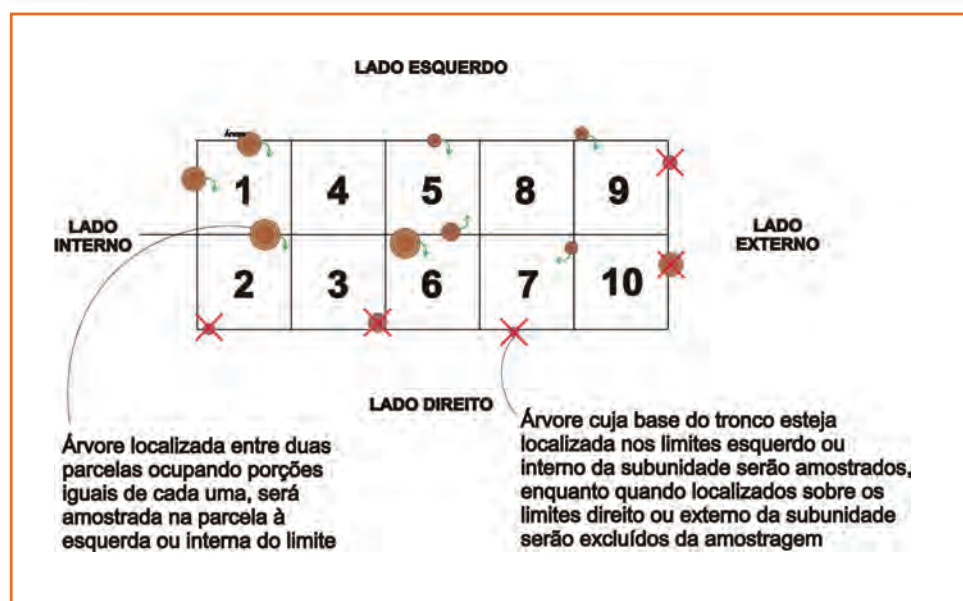 LADO ESQUERDO
1 4 5 8 9
LADO
INTERNO
LADO
EXTERNO
2 3 6 7 10
LADO DIREITO
Árvore localizada entre duas
parcelas ocupando porções
iguais de cada uma, será
amostrada na parcela à
esquerda ou interna do limite
Árvore cuja base do tronco esteja
localizada nos limites esquerdo ou
interno da subunidade serão amostrados,
enquanto quando localizados sobre os
limites direito ou externo da subunidade
serão excluídos da amostragem